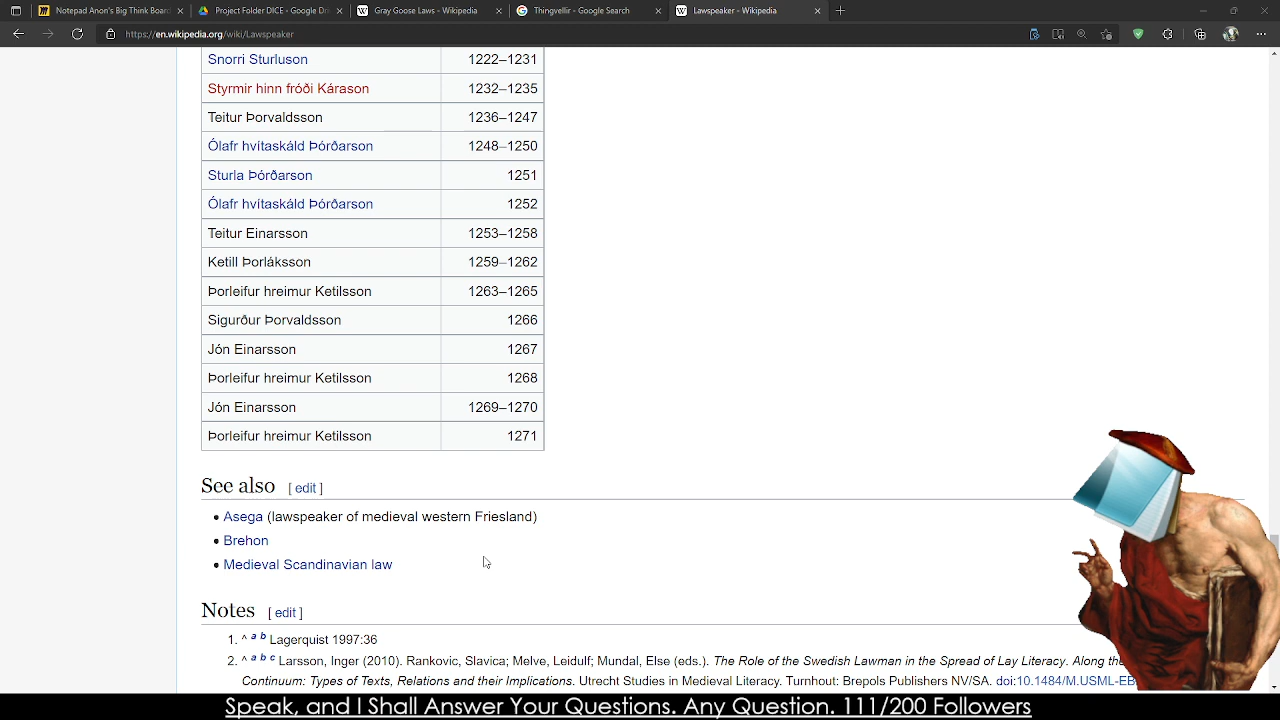 Notepad Anon's Big Think Board
Project Folder DICE - Google Dri
Gray Goose Laws - Wikipedia
Thingvellir - Google Search
Lawspeaker - Wikipedia
https://en.wikipedia.org/wiki/Lawspeaker
Snorri Sturluson 1222–1231
Styrmir hinn fróði Kárason 1232–1235
Teitur Þorvaldsson 1236–1247
Ólafr hvítaskáld Þórðarson 1248–1250
Sturla Þórðarson 1251
Ólafr hvítaskáld Þórðarson 1252
Teitur Einarsson 1253–1258
Ketill Þorláksson 1259–1262
Þorleifur hreimur Ketilsson 1263–1265
Sigurður Þorvaldsson 1266
Jón Einarsson 1267
Þorleifur hreimur Ketilsson 1268
Jón Einarsson 1269–1270
Þorleifur hreimur Ketilsson 1271
See also [ edit ]
• Asega (lawspeaker of medieval western Friesland)
• Brehon
• Medieval Scandinavian law
Notes [ edit ]
1. ^ a b Lagerquist 1997:36
2. ^ a b c Larsson, Inger (2010). Rankovic, Slavica; Melve, Leidulf; Mundal, Else (eds.). The Role of the Swedish Lawman in the Spread of Lay Literacy. Along the
Continuum: Types of Texts, Relations and their Implications. Utrecht Studies in Medieval Literacy. Turnhout: Brepols Publishers NV/SA. doi:10.1484/M.USML-EB
Speak, and I Shall Answer Your Questions. Any Question. 111/200 Followers